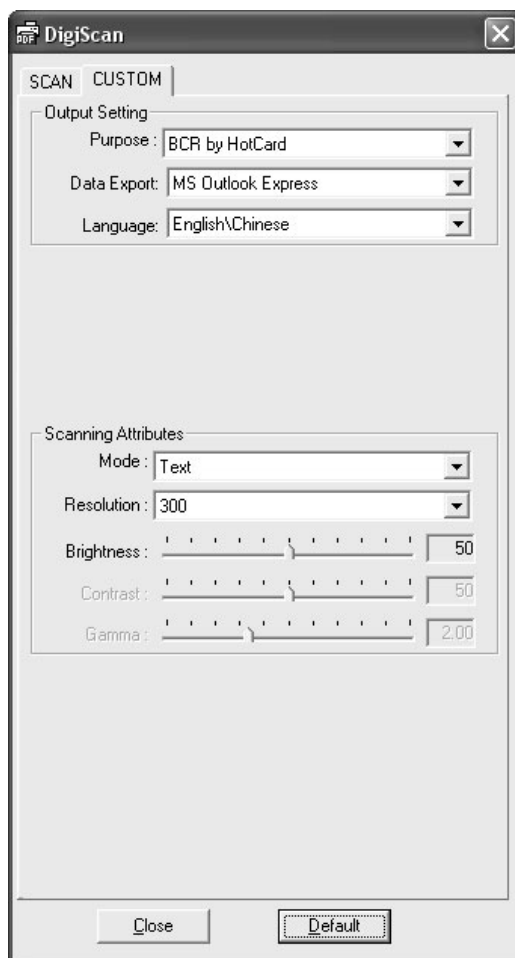 PDF DigiScan
SCAN CUSTOM
Output Setting
Purpose : BCR by HotCard
Data Export: MS Outlook Express
Language: English\Chinese
Scanning Attributes
Mode : Text
Resolution : 300
Brightness : 50
Contrast : 50
Gamma : 2.00
Close Default